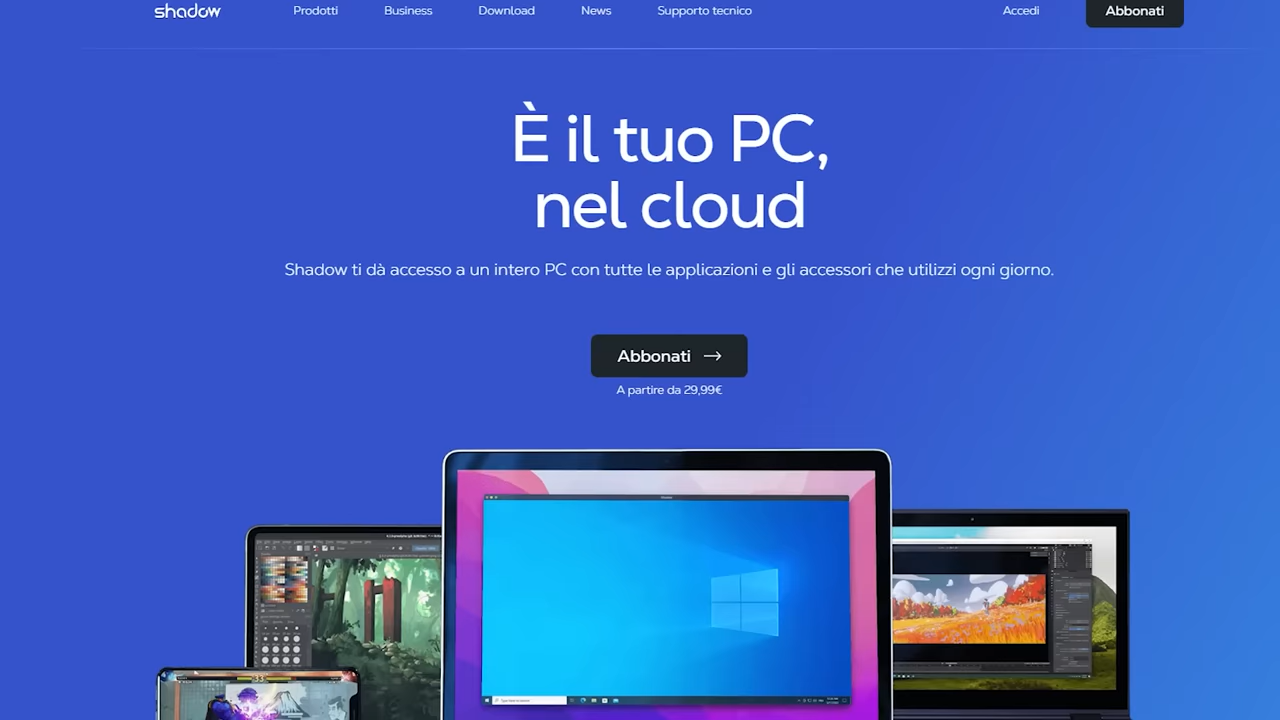 shadow
Prodotti
Business
Download
News
Supporto tecnico
Accedi
Abbonati
È il tuo PC,
nel cloud
Shadow ti dà accesso a un intero PC con tutte le applicazioni e gli accessori che utilizzi ogni giorno.
Abbonati →
A partire da 29,99€
33